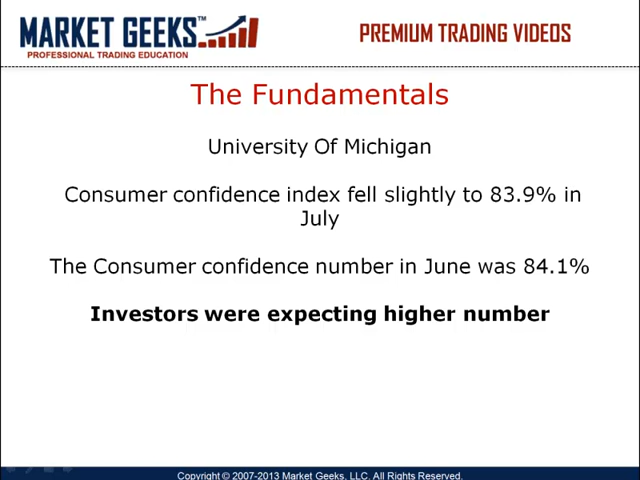 MARKET GEEKS™
PROFESSIONAL TRADING EDUCATION
PREMIUM TRADING VIDEOS
The Fundamentals
University Of Michigan
Consumer confidence index fell slightly to 83.9% in
July
The Consumer confidence number in June was 84.1%
Investors were expecting higher number
Copyright © 2007-2013 Market Geeks, LLC. All Rights Reserved.